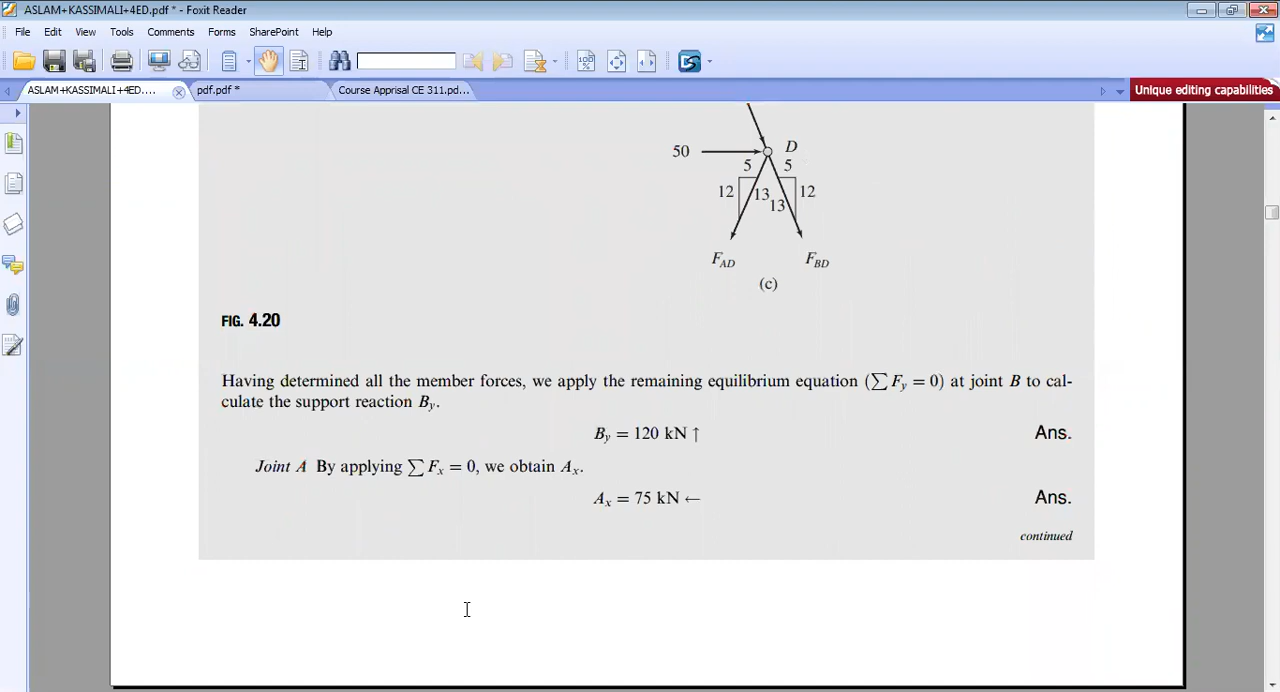 ASLAM+KASSIMALI+4ED.pdf * - Foxit Reader
File Edit View Tools Comments Forms SharePoint Help
ASLAM+KASSIMALI+4ED.... pdf.pdf * Course Apprisal CE 311.pd... Unique editing capabilities
50 D
5 5
12 13 13 12
F_AD F_BD
(c)
FIG. 4.20
Having determined all the member forces, we apply the remaining equilibrium equation (∑ F_y = 0) at joint B to cal-
culate the support reaction B_y.
B_y = 120 kN ↑ Ans.
Joint A By applying ∑ F_x = 0, we obtain A_x.
A_x = 75 kN ← Ans.
continued